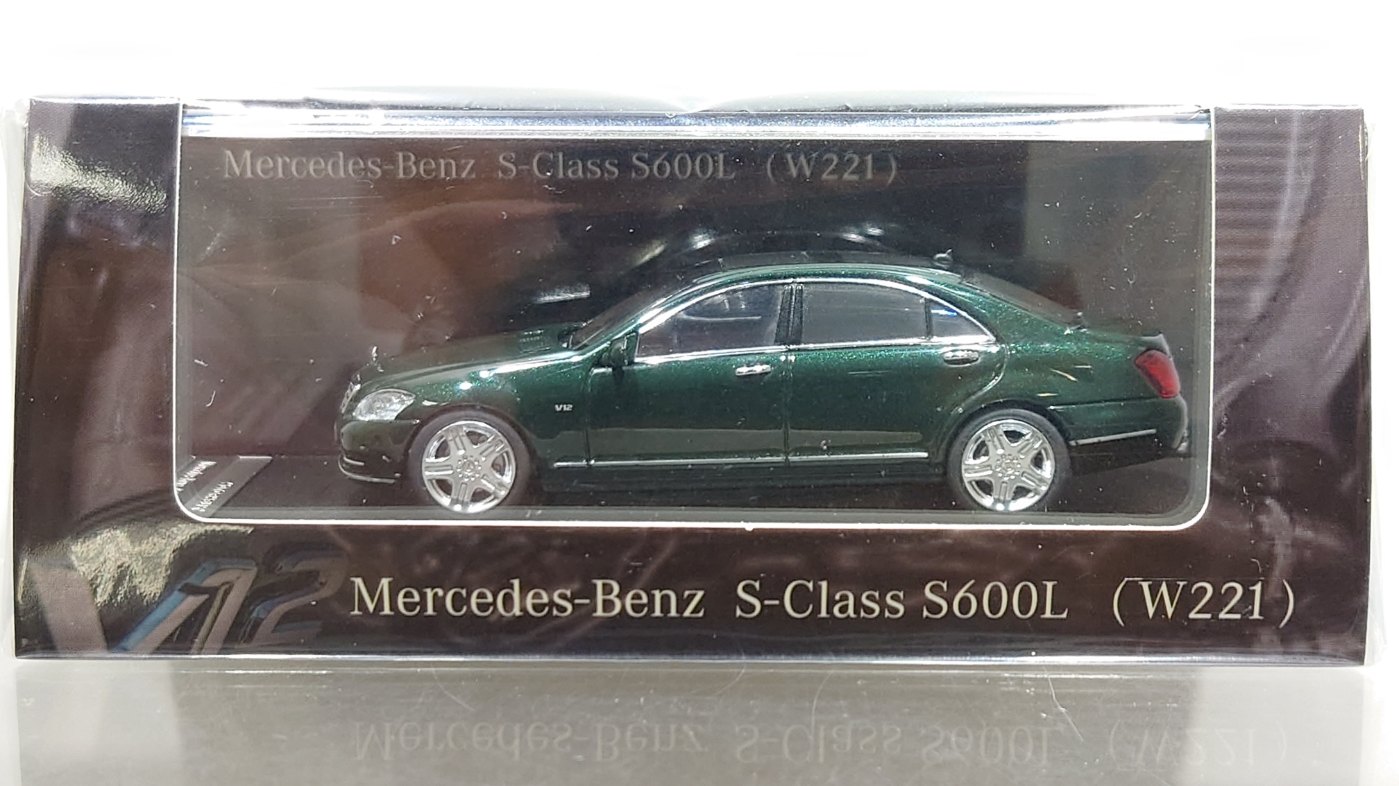 Mercedes-Benz S-Class S600L (W221)
V12
V12
Mercedes-Benz S-Class S600L (W221)